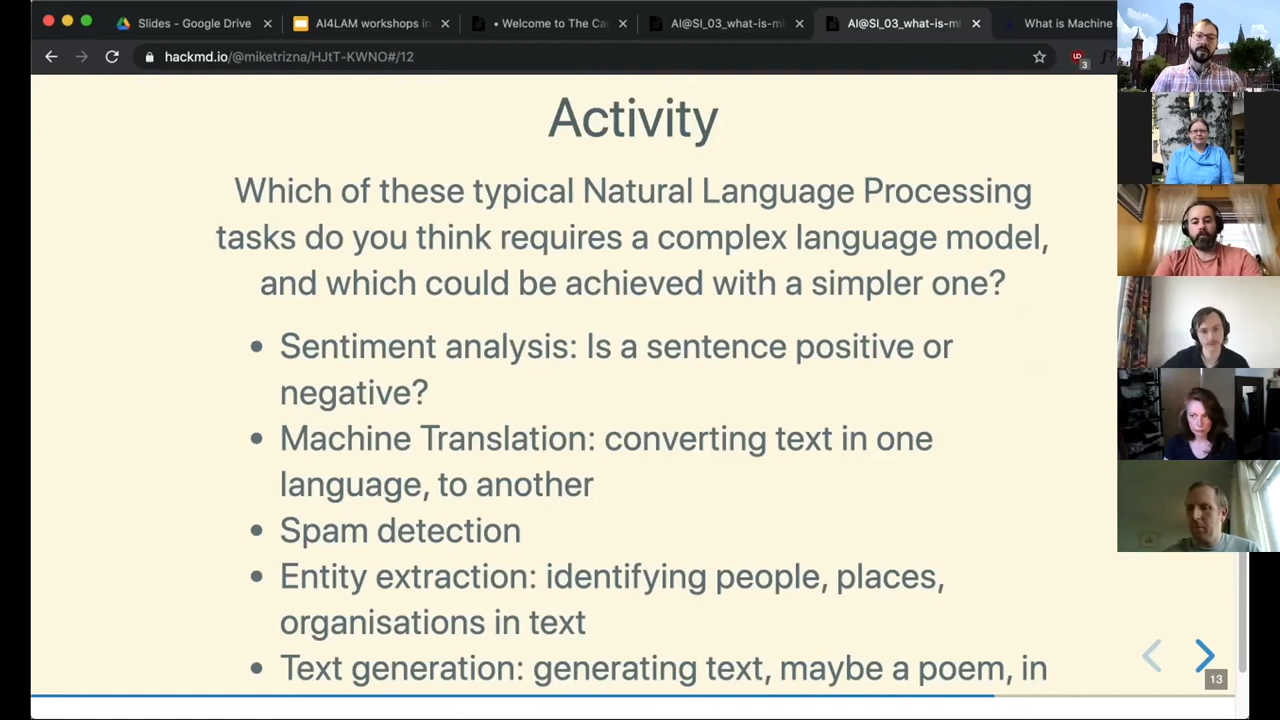 Slides - Google Drive
AI4LAM workshops in
• Welcome to The Ca
AI@SI_03_what-is-ml
AI@SI_03_what-is-ml
What is Machine
hackmd.io/@miketrizna/HJtT-KWNO#/12
3
Activity
Which of these typical Natural Language Processing
tasks do you think requires a complex language model,
and which could be achieved with a simpler one?
• Sentiment analysis: Is a sentence positive or
negative?
• Machine Translation: converting text in one
language, to another
• Spam detection
• Entity extraction: identifying people, places,
organisations in text
• Text generation: generating text, maybe a poem, in
13